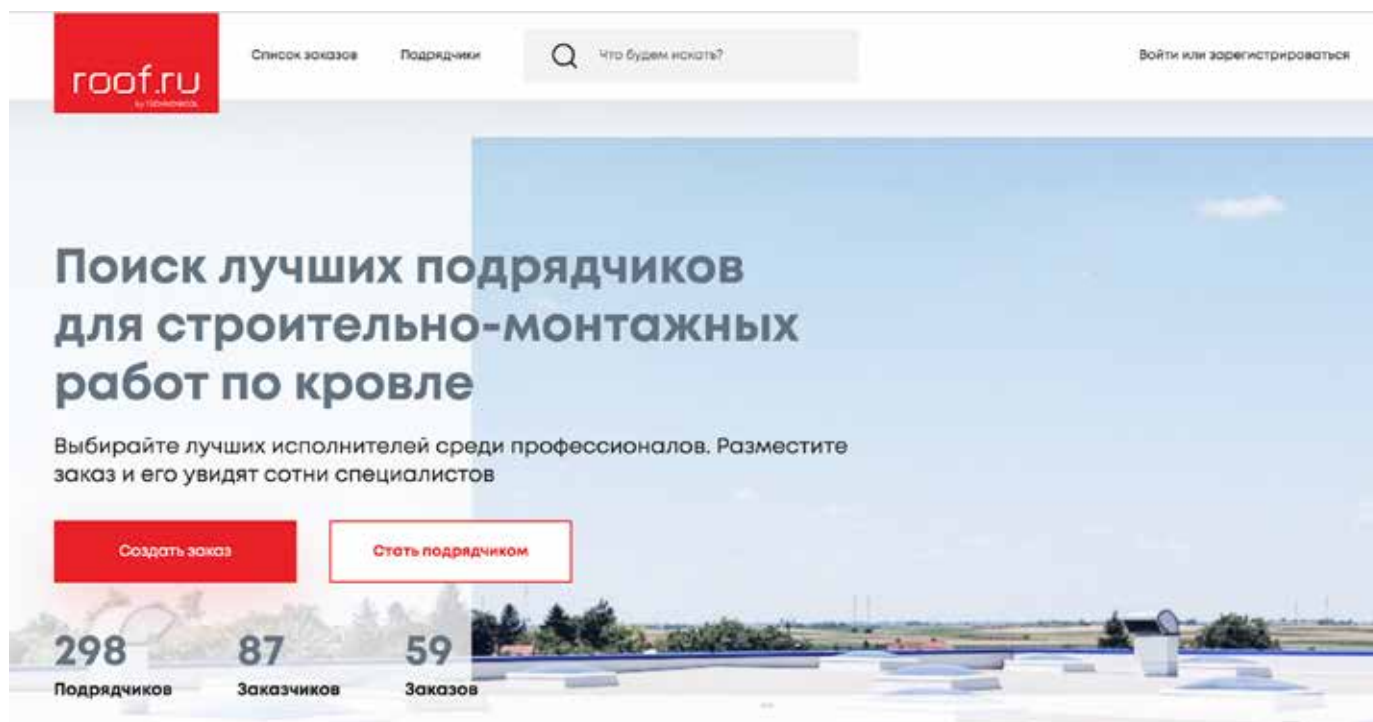 roof.ru
by ТЕХНОНИКОЛЬ
Список заказов
Подрядчики
Что будем искать?
Войти или зарегистрироваться
Поиск лучших подрядчиков
для строительно-монтажных
работ по кровле
Выбирайте лучших исполнителей среди профессионалов. Разместите
заказ и его увидят сотни специалистов
Создать заказ
Стать подрядчиком
298
87
59
Подрядчиков
Заказчиков
Заказов